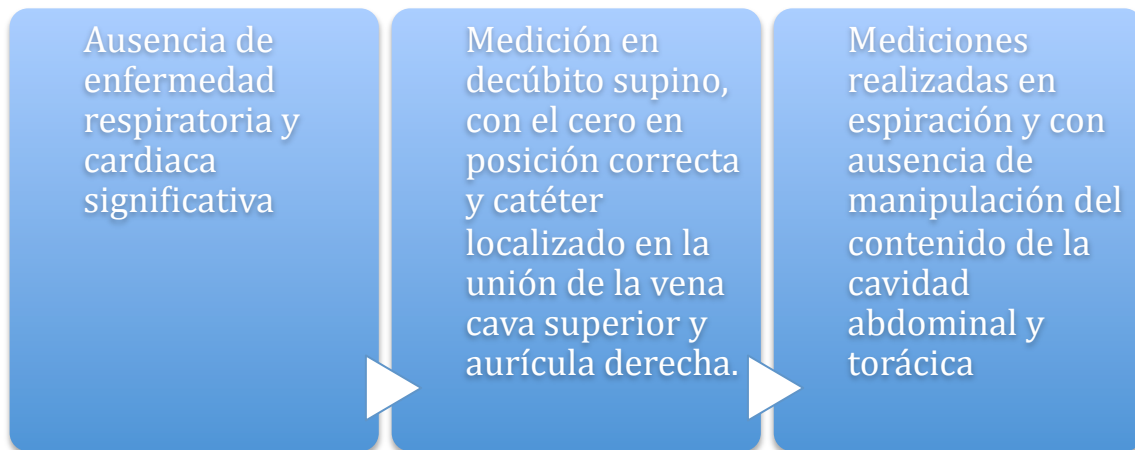 Ausencia de
enfermedad
respiratoria y
cardiaca
significativa
Medición en
decúbito supino,
con el cero en
posición correcta
y catéter
localizado en la
unión de la vena
cava superior y
aurícula derecha.
Mediciones
realizadas en
espiración y con
ausencia de
manipulación del
contenido de la
cavidad
abdominal y
torácica